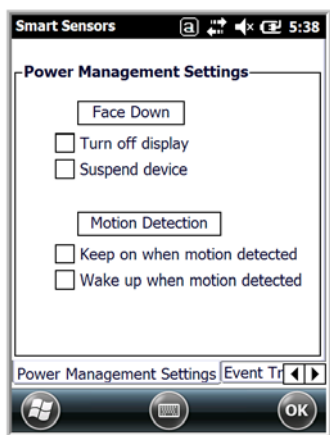 Smart Sensors a 5:38
Power Management Settings
Face Down
Turn off display
Suspend device
Motion Detection
Keep on when motion detected
Wake up when motion detected
Power Management Settings Event Tr
OK